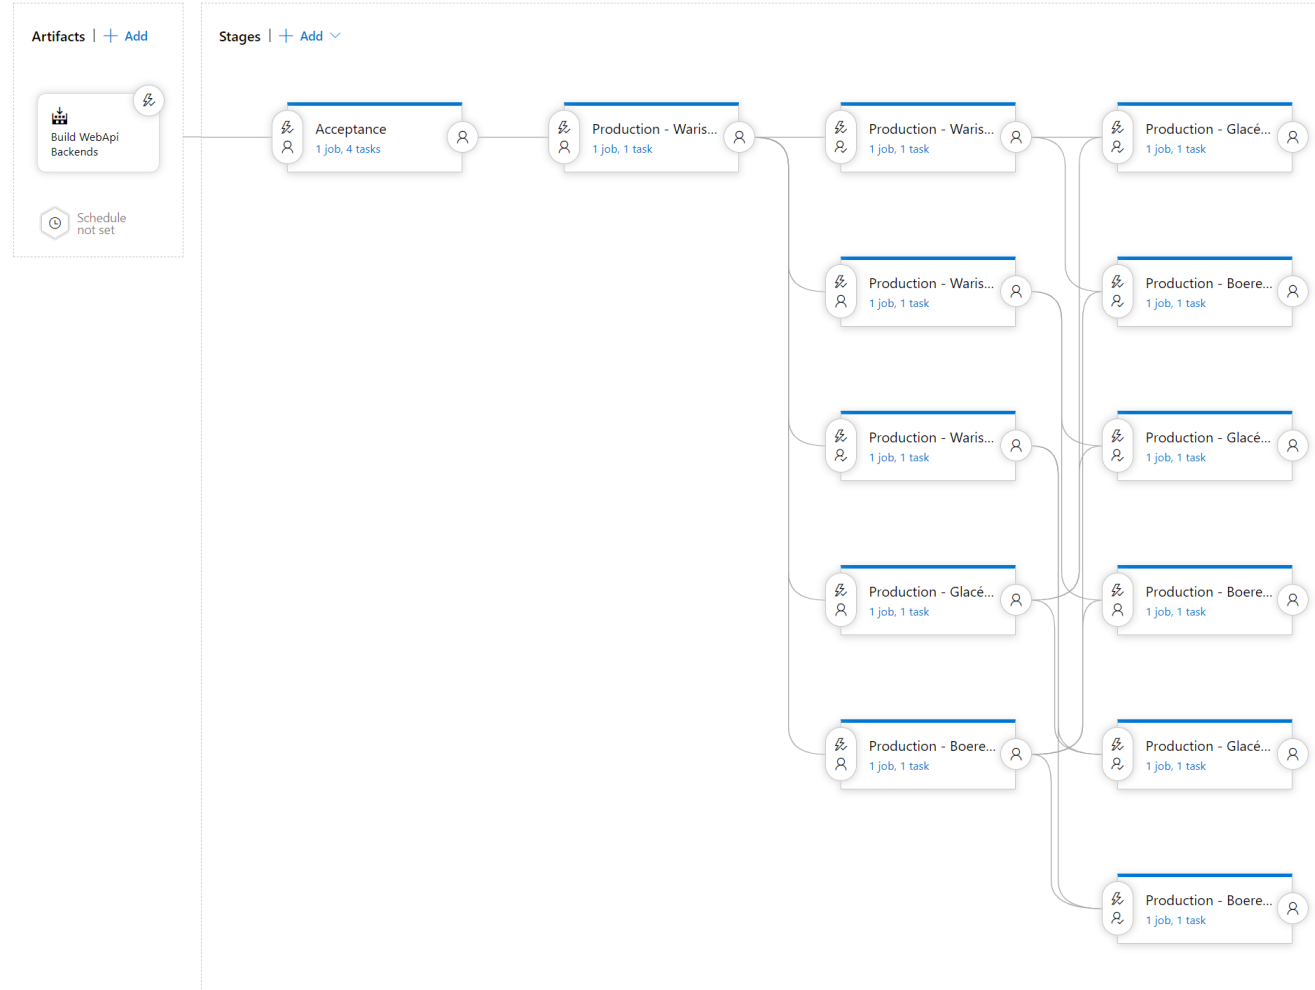 Artifacts | + Add
Stages | + Add
Build WebApi
Backends
Schedule
not set
Acceptance
1 job, 4 tasks
Production - Waris...
1 job, 1 task
Production - Waris...
1 job, 1 task
Production - Glacé...
1 job, 1 task
Production - Waris...
1 job, 1 task
Production - Boere...
1 job, 1 task
Production - Waris...
1 job, 1 task
Production - Glacé...
1 job, 1 task
Production - Glacé...
1 job, 1 task
Production - Boere...
1 job, 1 task
Production - Boere...
1 job, 1 task
Production - Glacé...
1 job, 1 task
Production - Boere...
1 job, 1 task